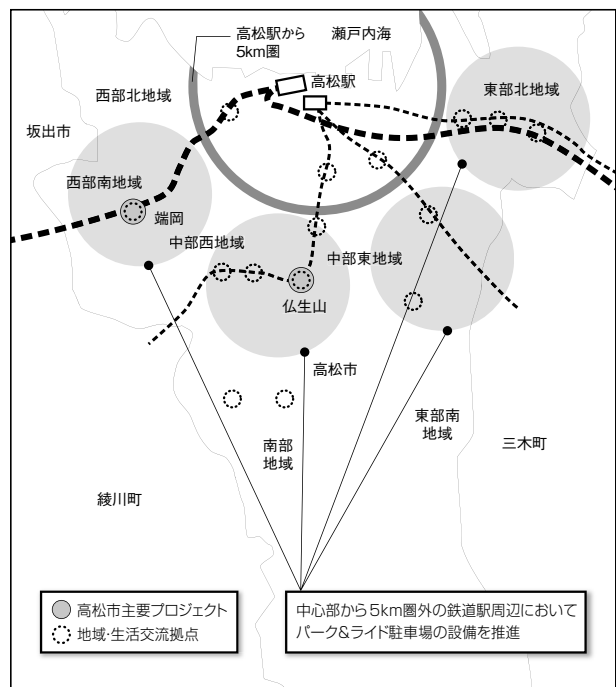 高松駅から
5km圏
瀬戸内海
高松駅
西部北地域
東部北地域
坂出市
西部南地域
端岡
中部西地域
中部東地域
仏生山
高松市
南部
地域
東部南
地域
三木町
綾川町
高松市主要プロジェクト
地域・生活交流拠点
中心部から5km圏外の鉄道駅周辺において
パーク&ライド駐車場の設備を推進